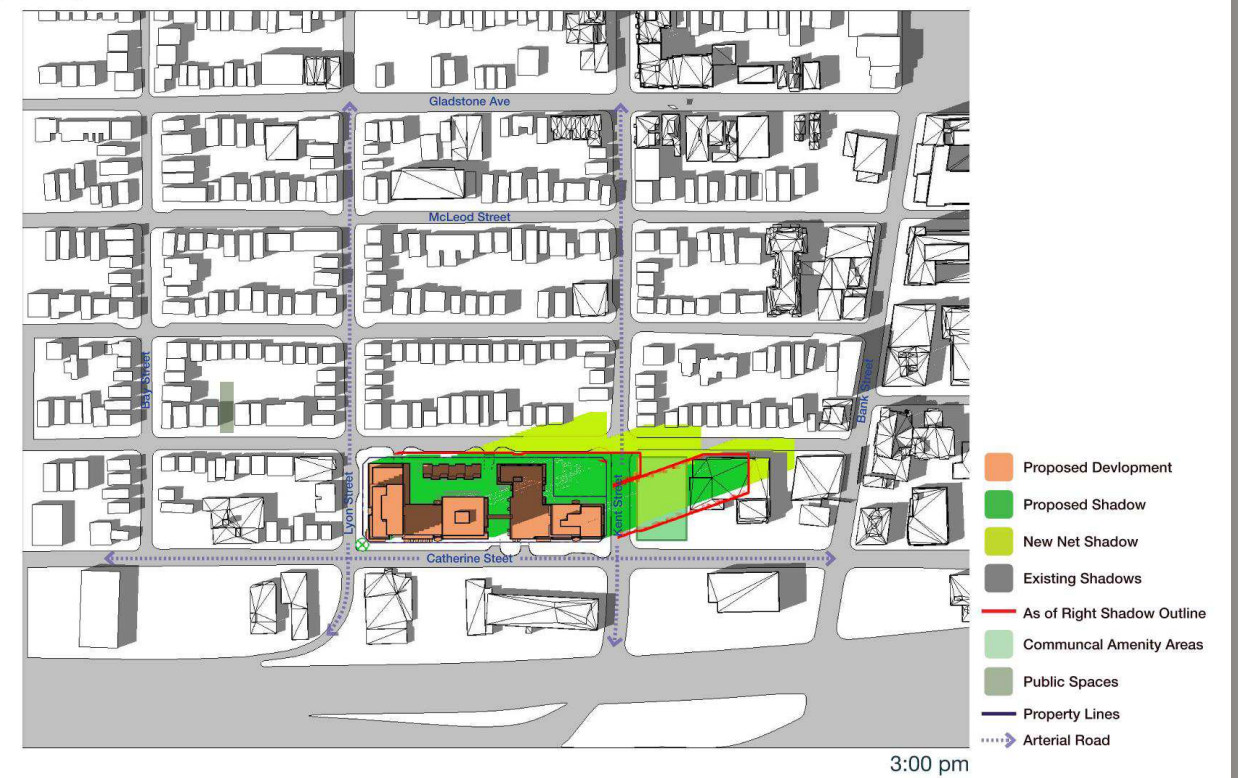 Gladstone Ave
McLeod Street
Bay Street
Bank Street
Lyon Street
Kent Street
Catherine Steet
Proposed Devlopment
Proposed Shadow
New Net Shadow
Existing Shadows
As of Right Shadow Outline
Communcal Amenity Areas
Public Spaces
Property Lines
Arterial Road
3:00 pm